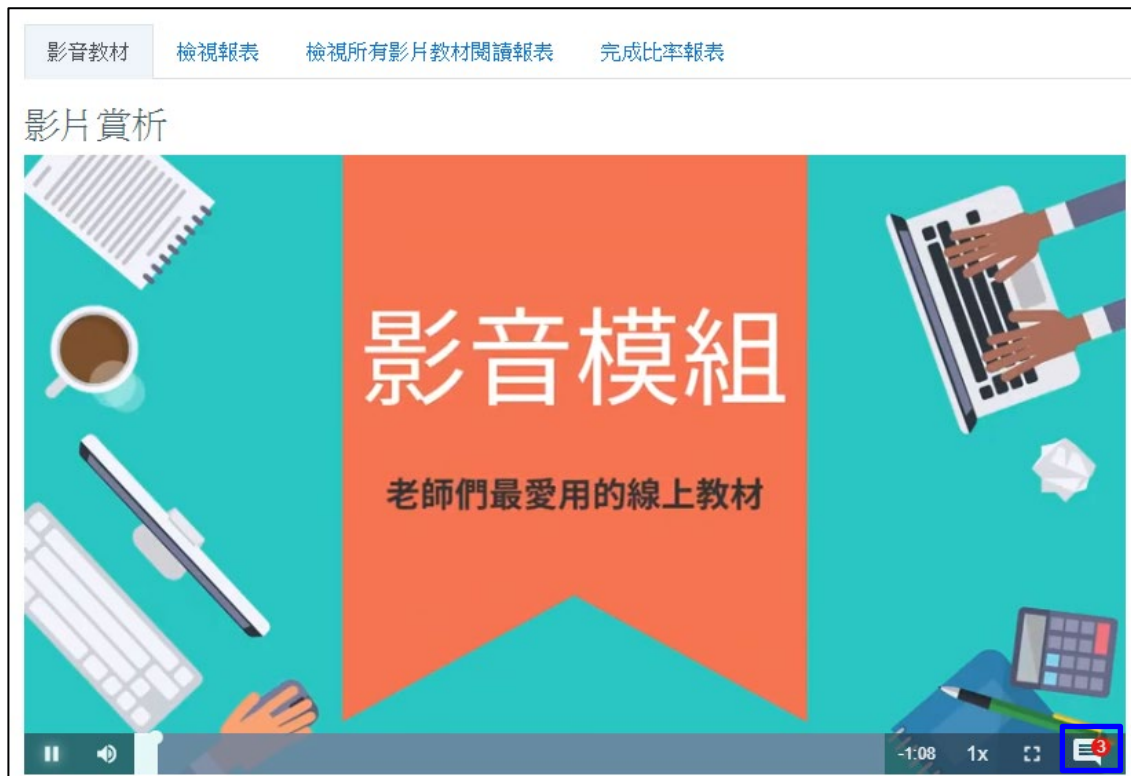 影音教材 檢視報表 檢視所有影片教材閱讀報表 完成比率報表
影片賞析
影音模組
老師們最愛用的線上教材
-1:08 1x 3